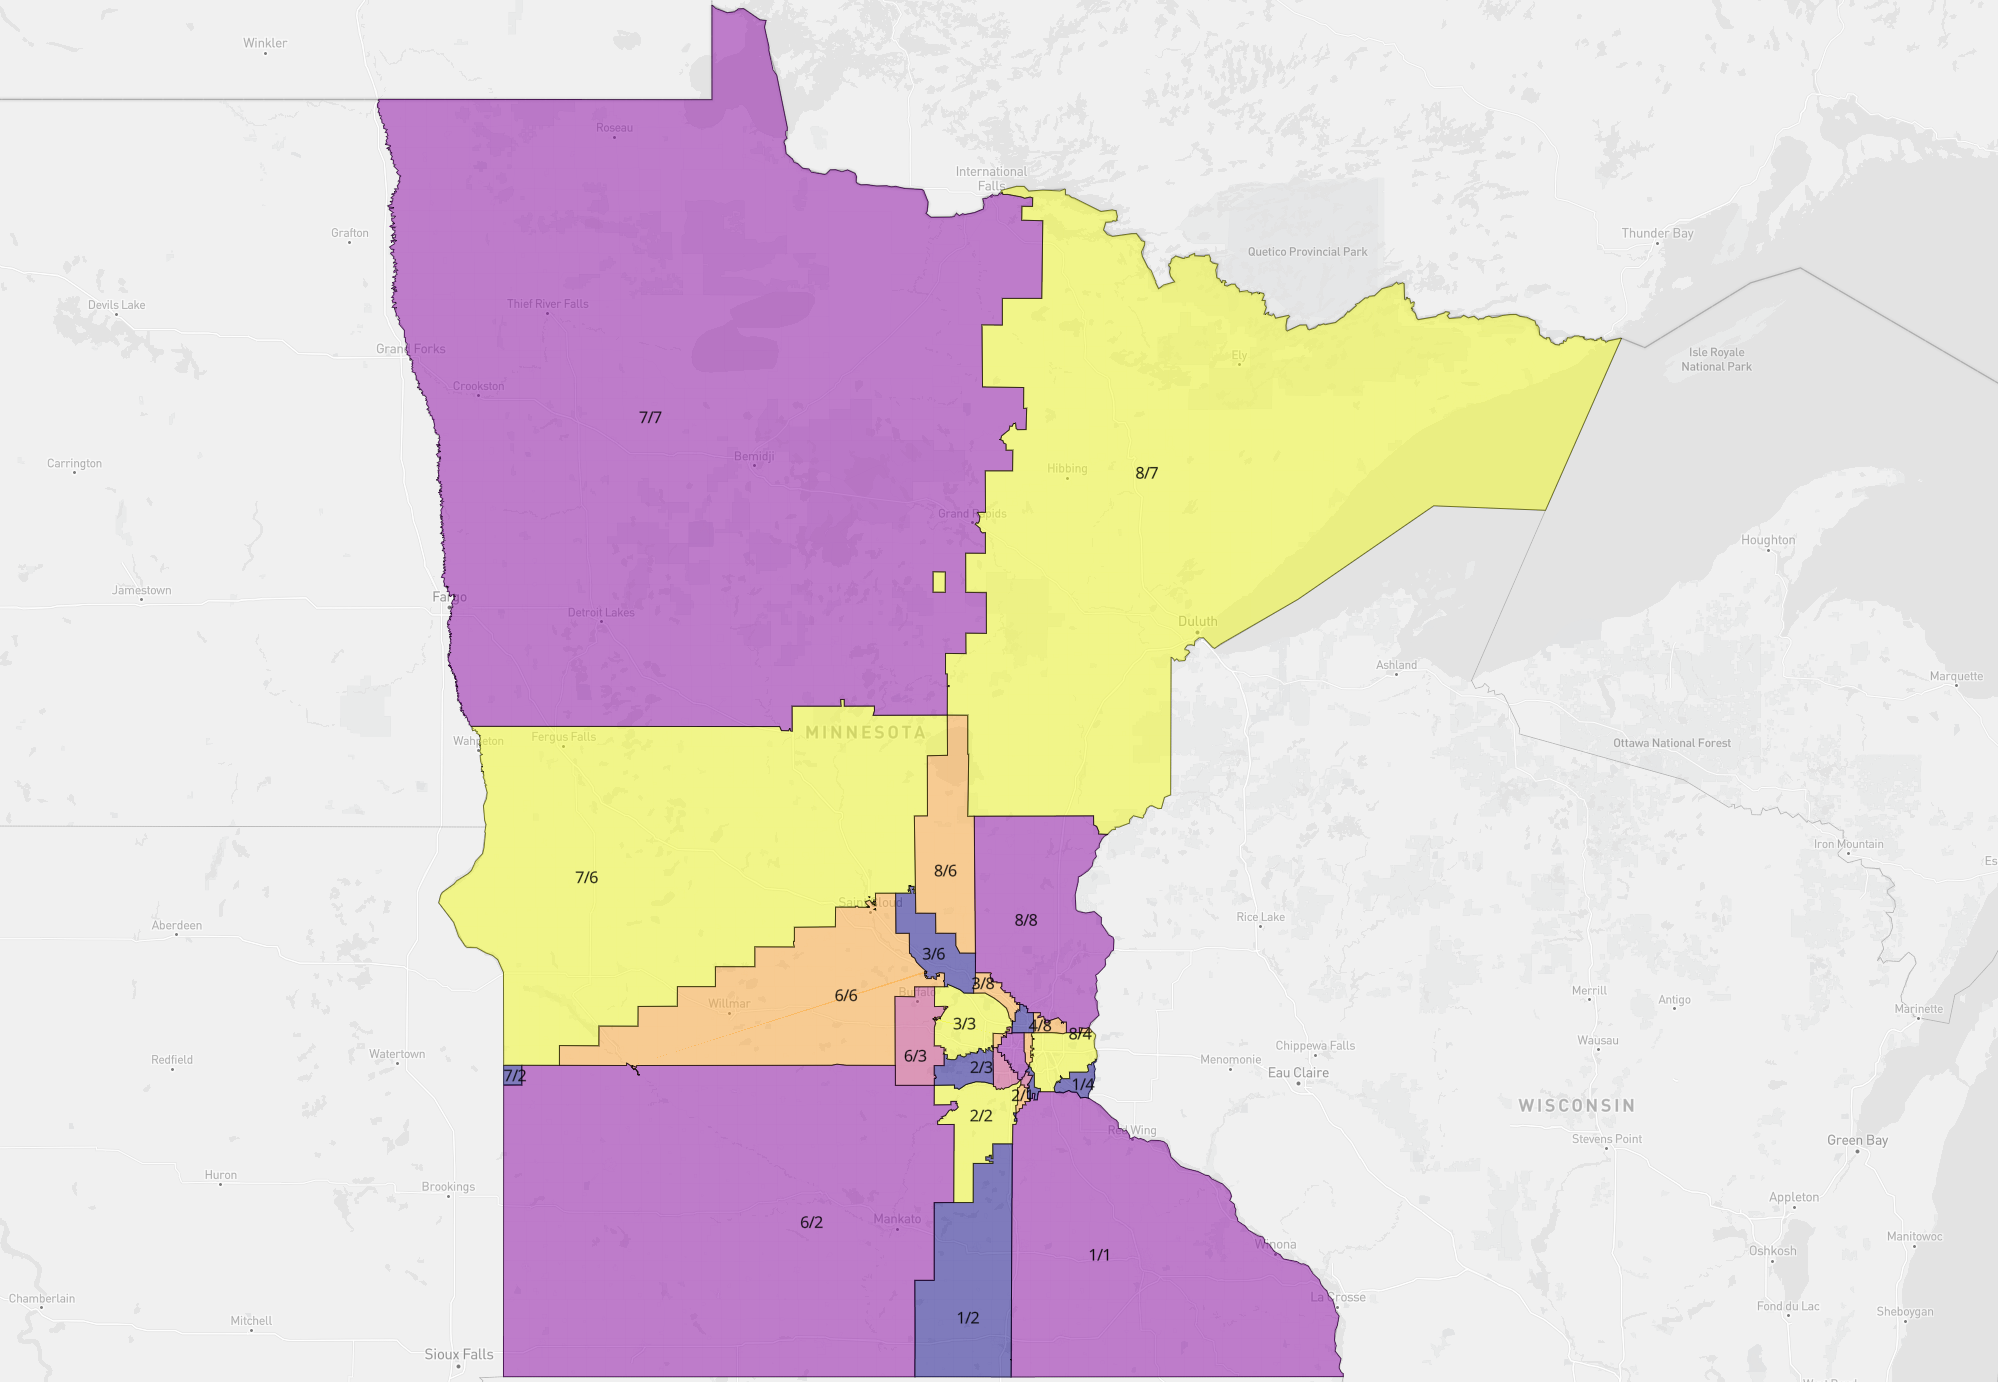 Winkler
Roseau
International
Falls
Grafton
Thunder Bay
Quetico Provincial Park
Devils Lake
Thief River Falls
Grand Forks
Isle Royale
National Park
Ely
Crookston
7/7
Bemidji
Carrington
Hibbing
8/7
Grand Rapids
Houghton
Jamestown
Fargo
Detroit Lakes
Duluth
Ashland
Marquette
MINNESOTA
Wahpeton
Fergus Falls
Ottawa National Forest
Iron Mountain
Es
7/6
8/6
Saint Cloud
8/8
Rice Lake
Aberdeen
3/6
3/8
Merrill
Buffalo
6/6
Willmar
Antigo
Marinette
3/3
4/8
8/4
Wausau
Chippewa Falls
6/3
Watertown
Redfield
Menomonie
2/3
7/2
Eau Claire
1/4
2/1
WISCONSIN
2/2
Red Wing
Stevens Point
Green Bay
Huron
Brookings
Appleton
6/2
Mankato
Manitowoc
Winona
1/1
Oshkosh
Chamberlain
La Crosse
Fond du Lac
Sheboygan
1/2
Mitchell
Sioux Falls